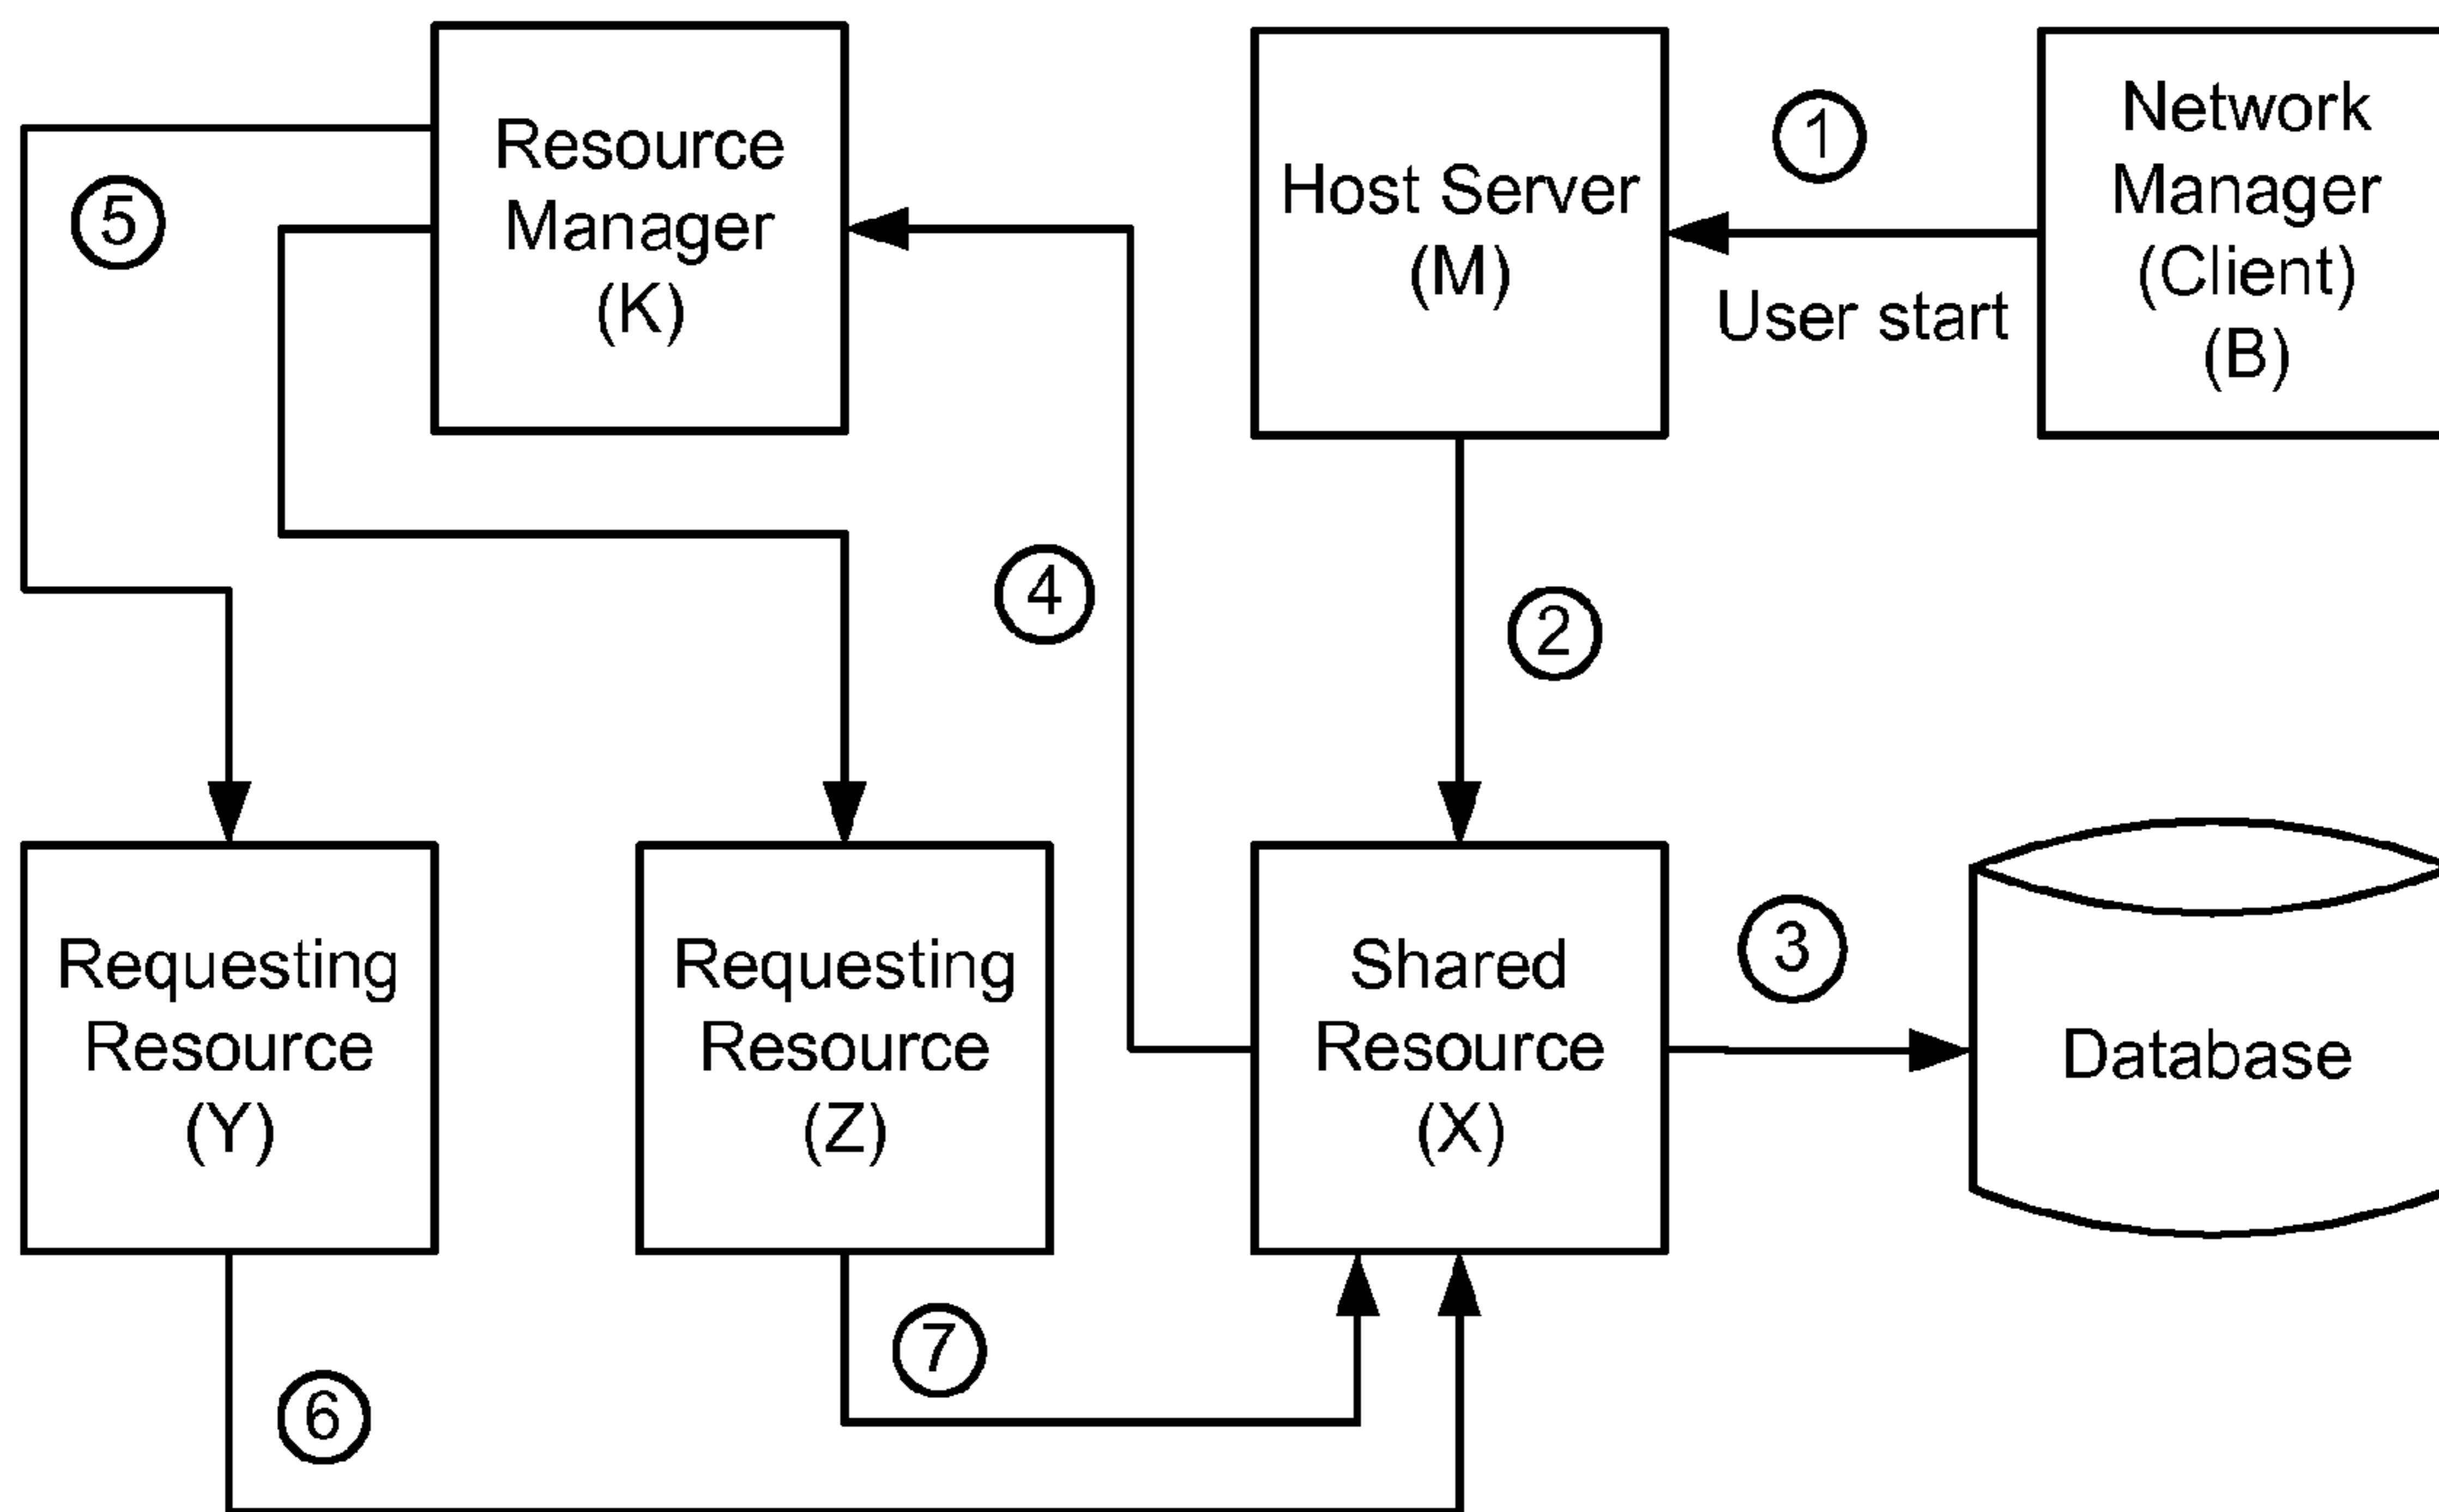 Resource
Manager
(K)
Host Server
(M)
1
User start
Network
Manager
(Client)
(B)
5
4
2
Requesting
Resource
(Y)
Requesting
Resource
(Z)
Shared
Resource
(X)
3
Database
7
6